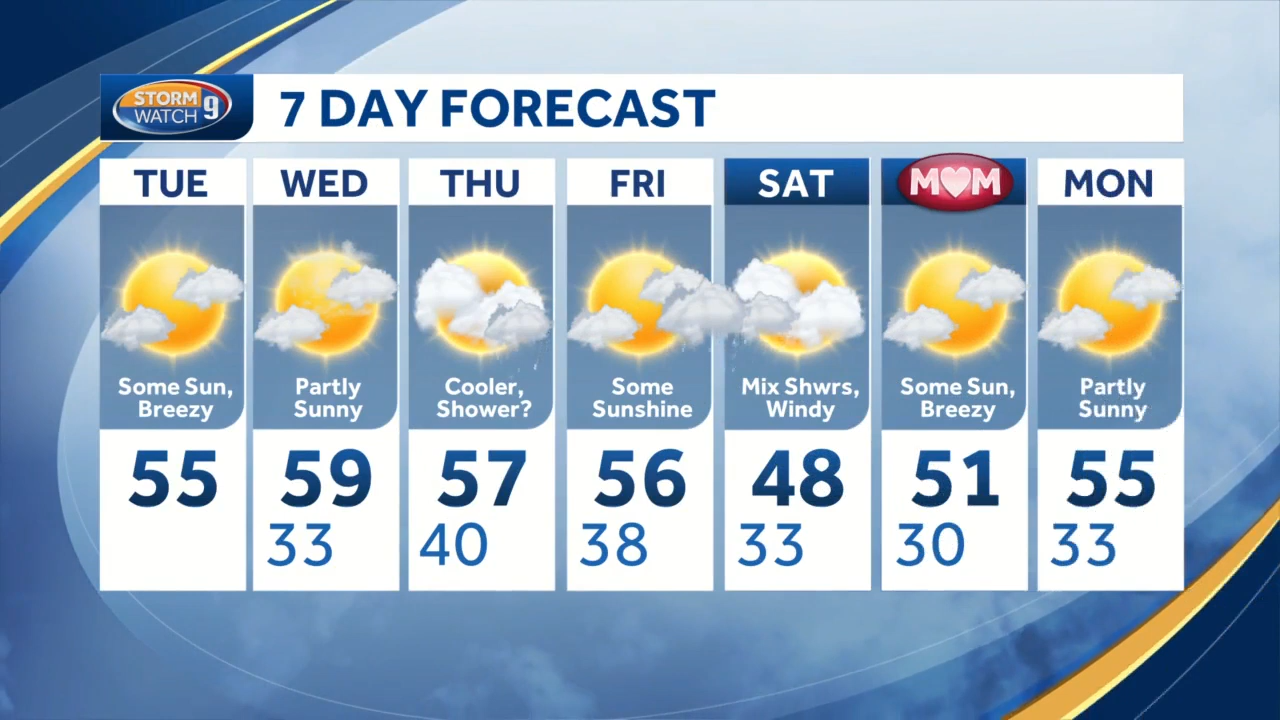 STORM
WATCH 9
7 DAY FORECAST
TUE
WED
THU
FRI
SAT
M♥M
MON
Some Sun,
Breezy
Partly
Sunny
Cooler,
Shower?
Some
Sunshine
Mix Shwrs,
Windy
Some Sun,
Breezy
Partly
Sunny
55
59
57
56
48
51
55
33
40
38
33
30
33